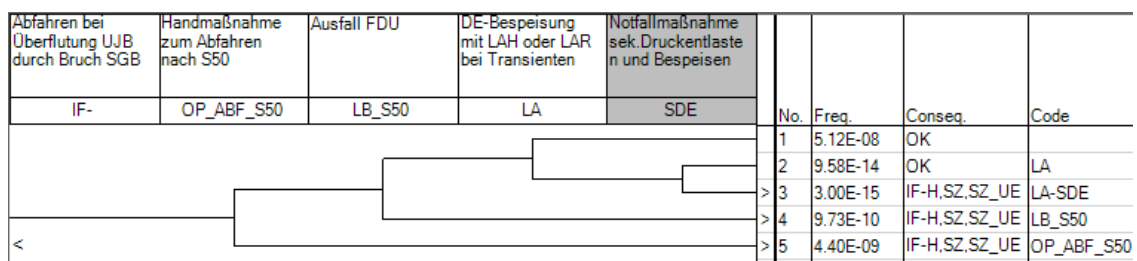 Abfahren bei
Überflutung UJB
durch Bruch SGB
Handmaßnahme
zum Abfahren
nach S50
Ausfall FDU
DE-Bespeisung
mit LAH oder LAR
bei Transienten
Notfallmaßnahme
sek.Druckentlaste
n und Bespeisen
IF- OP_ABF_S50 LB_S50 LA SDE
No. Freq. Conseq. Code
1 5.12E-08 OK
2 9.58E-14 OK LA
> 3 3.00E-15 IF-H,SZ,SZ_UE LA-SDE
> 4 9.73E-10 IF-H,SZ,SZ_UE LB_S50
< > 5 4.40E-09 IF-H,SZ,SZ_UE OP_ABF_S50